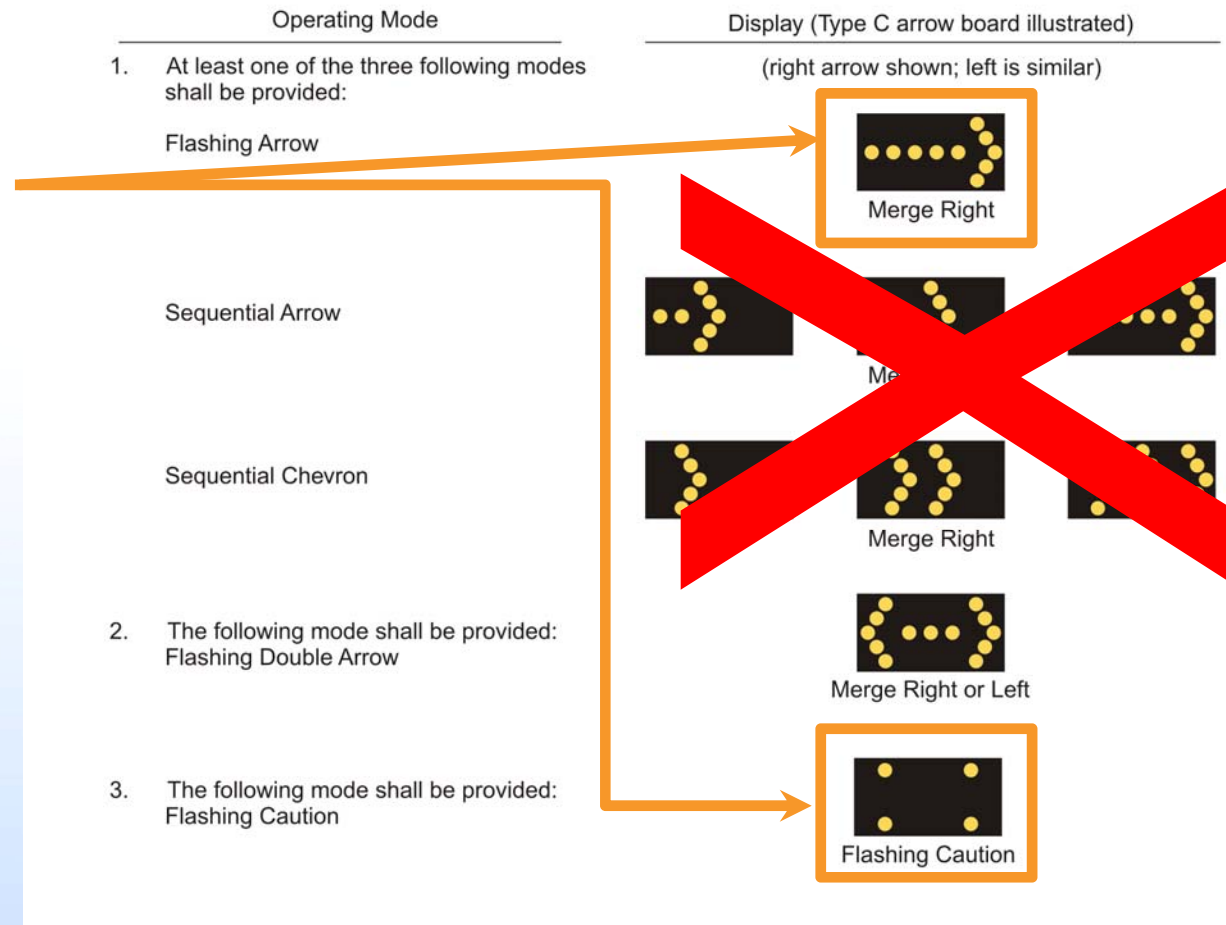 Operating Mode
Display (Type C arrow board illustrated)
1. At least one of the three following modes
shall be provided:
(right arrow shown; left is similar)
Flashing Arrow
Merge Right
Sequential Arrow
Sequential Chevron
Merge Right
2. The following mode shall be provided:
Flashing Double Arrow
Merge Right or Left
3. The following mode shall be provided:
Flashing Caution
Flashing Caution